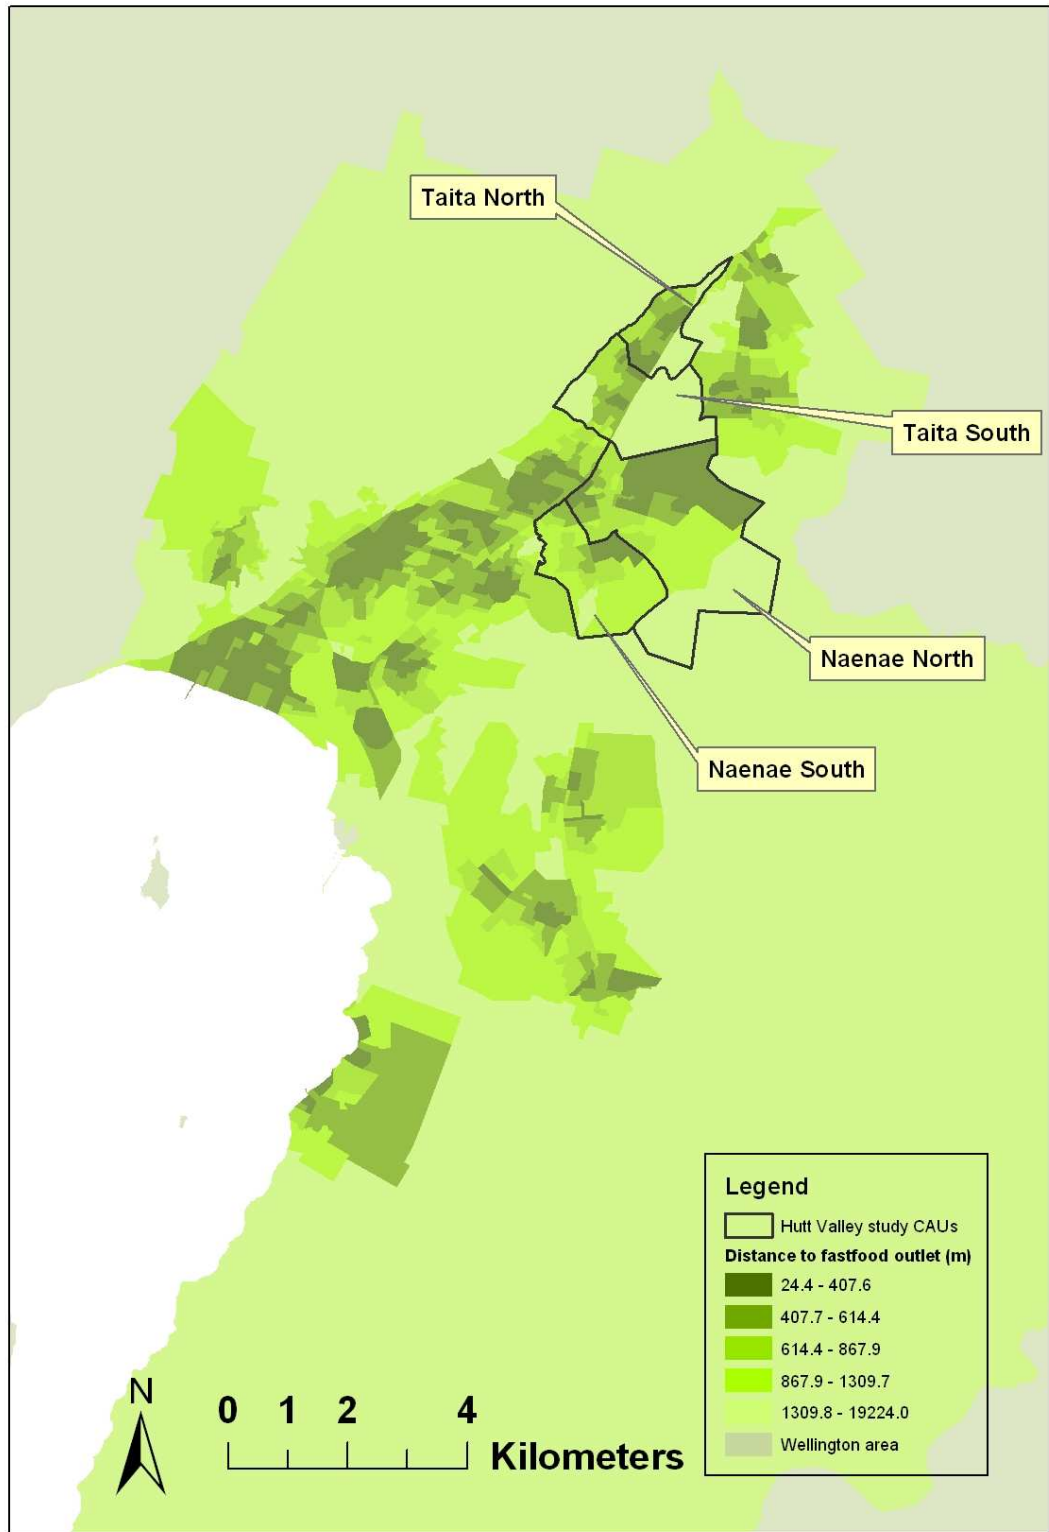 Taita North
Taita South
Naenae North
Naenae South
Legend
Hutt Valley study CAUs
Distance to fastfood outlet (m)
24.4 - 407.6
407.7 - 614.4
614.4 - 867.9
867.9 - 1309.7
1309.8 - 19224.0
Wellington area
N
0 1 2 4
Kilometers